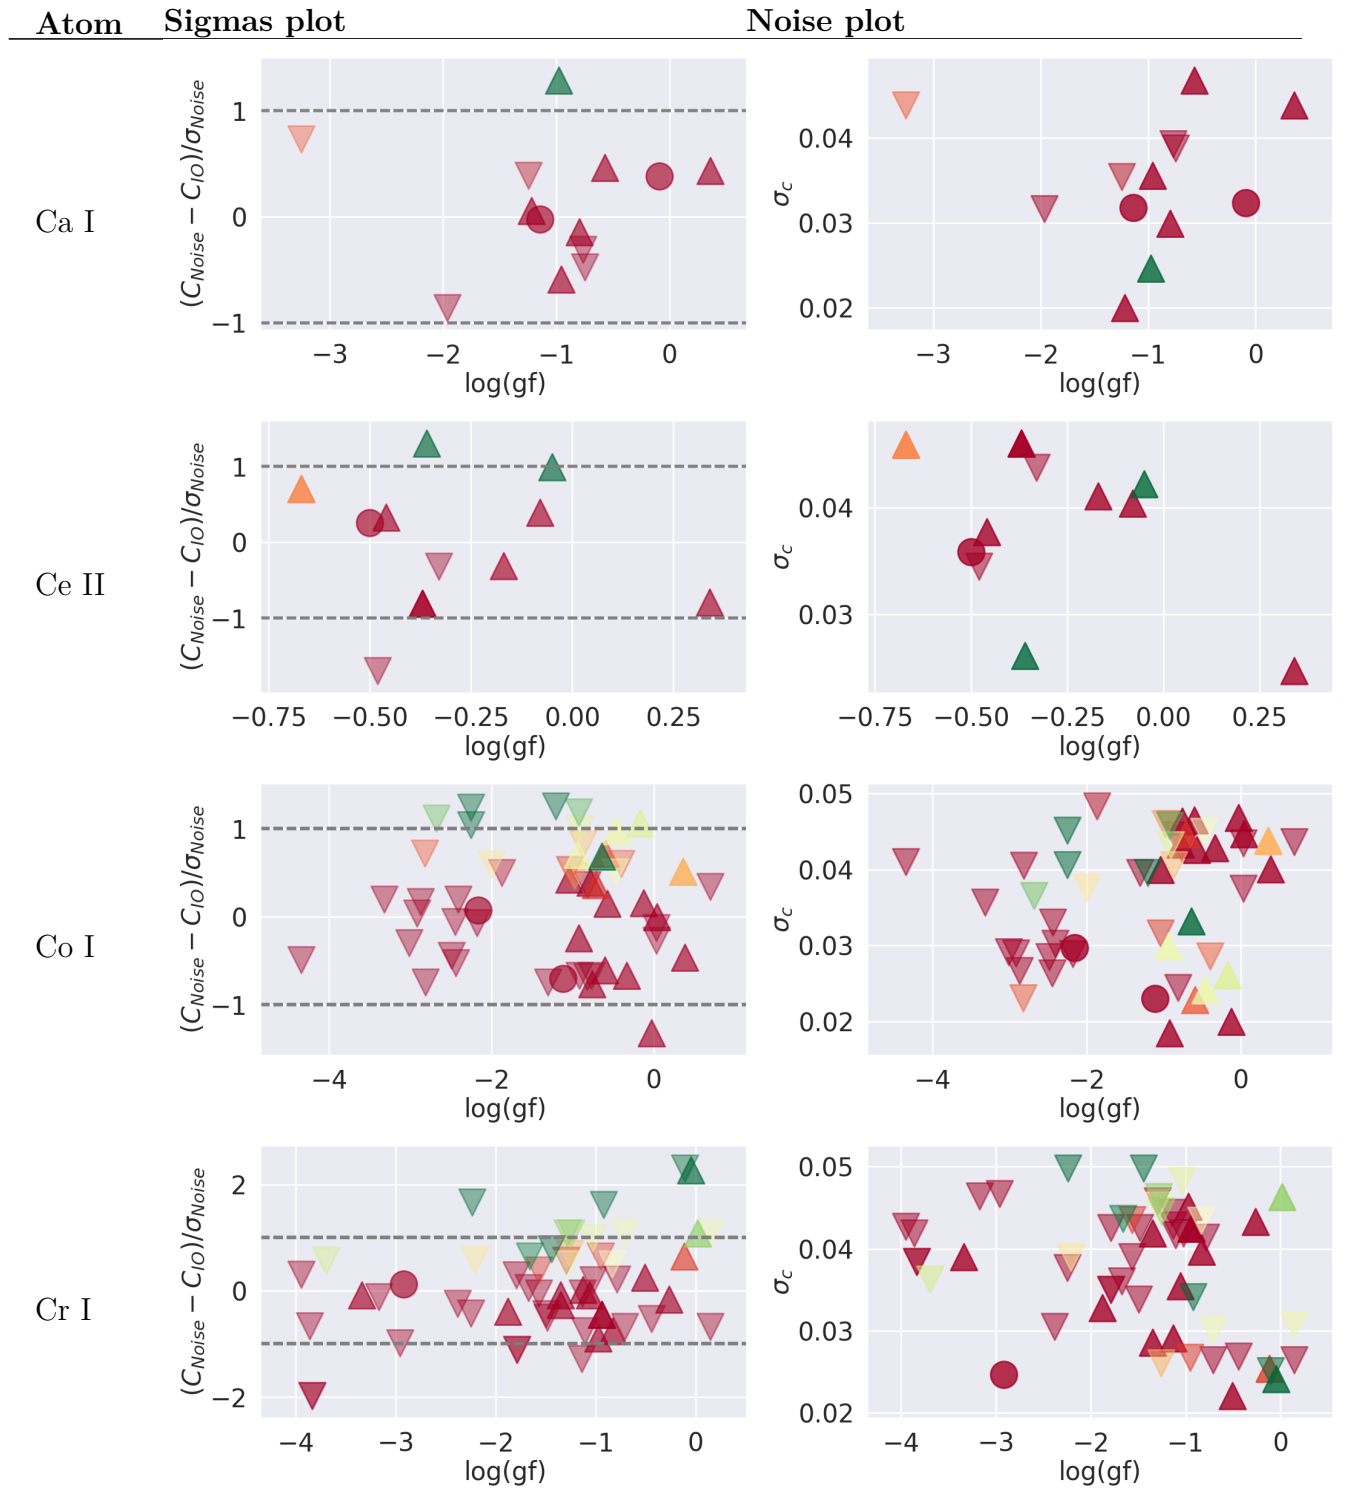 Atom Sigmas plot Noise plot
Ca I
(C_Noise − C_IO)/σ_Noise
1
0
−1
−3 −2 −1 0
log(gf)
σ_c
0.04
0.03
0.02
−3 −2 −1 0
log(gf)
Ce II
(C_Noise − C_IO)/σ_Noise
1
0
−1
−0.75 −0.50 −0.25 0.00 0.25
log(gf)
σ_c
0.04
0.03
−0.75 −0.50 −0.25 0.00 0.25
log(gf)
Co I
(C_Noise − C_IO)/σ_Noise
1
0
−1
−4 −2 0
log(gf)
σ_c
0.05
0.04
0.03
0.02
−4 −2 0
log(gf)
Cr I
(C_Noise − C_IO)/σ_Noise
2
1
0
−1
−2
−4 −3 −2 −1 0
log(gf)
σ_c
0.05
0.04
0.03
0.02
−4 −3 −2 −1 0
log(gf)